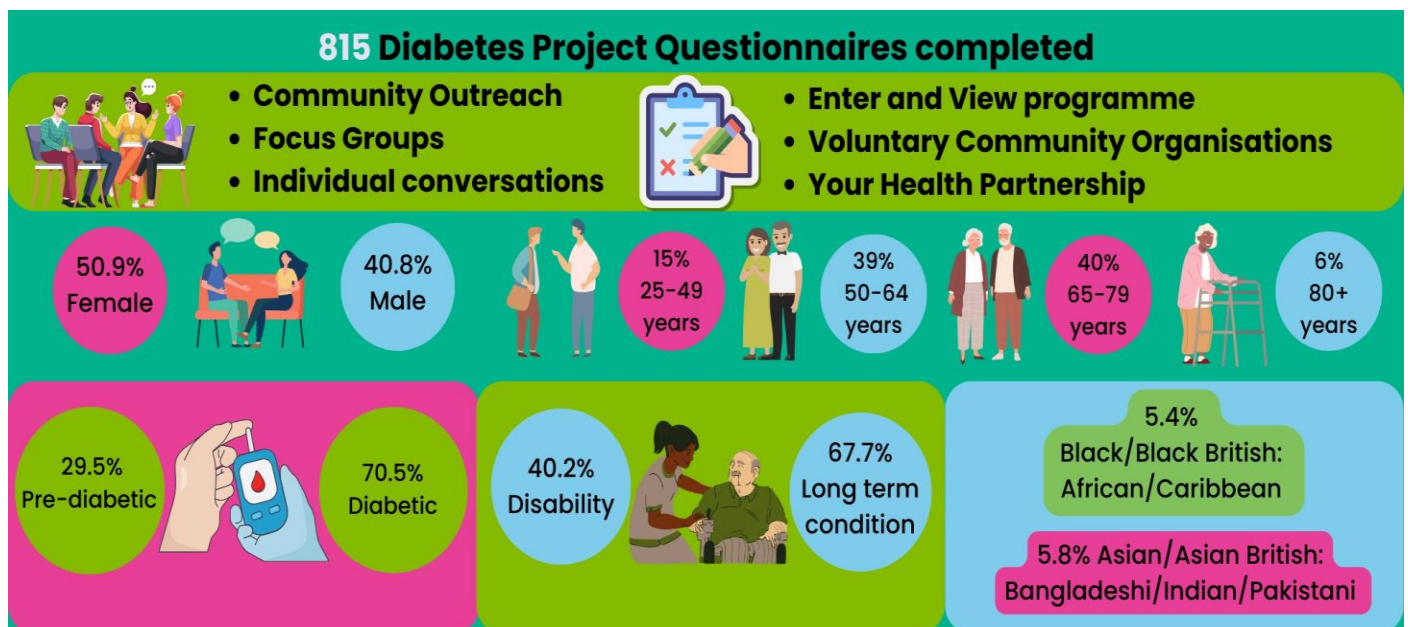 815 Diabetes Project Questionnaires completed
• Community Outreach
• Focus Groups
• Individual conversations
• Enter and View programme
• Voluntary Community Organisations
• Your Health Partnership
50.9%
Female
40.8%
Male
15%
25-49
years
39%
50-64
years
40%
65-79
years
6%
80+
years
29.5%
Pre-diabetic
70.5%
Diabetic
40.2%
Disability
67.7%
Long term
condition
5.4%
Black/Black British:
African/Caribbean
5.8% Asian/Asian British:
Bangladeshi/Indian/Pakistani